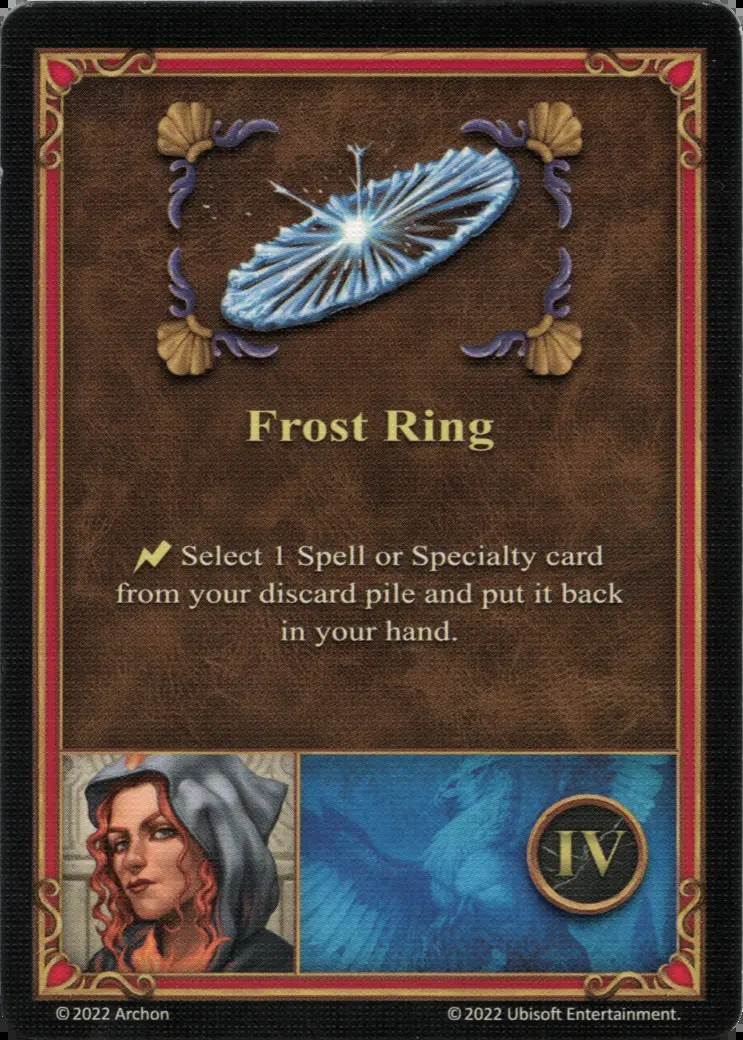 Frost Ring
Select 1 Spell or Specialty card
from your discard pile and put it back
in your hand.
IV
© 2022 Archon
© 2022 Ubisoft Entertainment.